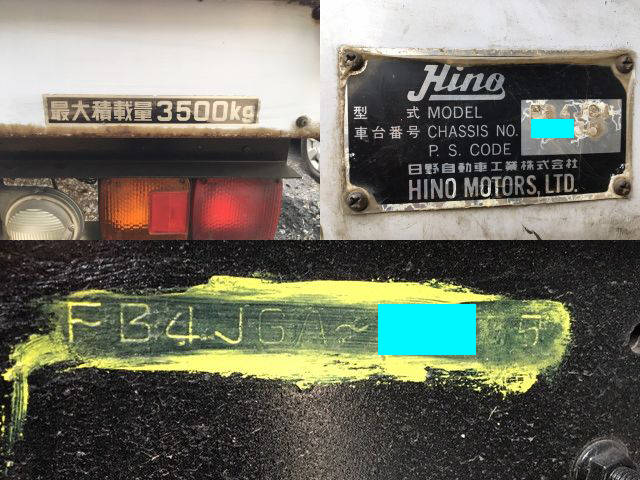 最大積載量3500kg
Hino
型 式 MODEL
車台番号 CHASSIS NO.
P. S. CODE
日野自動車工業株式会社
HINO MOTORS, LTD.
FB4JGA~ 5